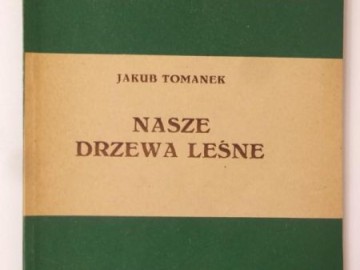 JAKUB TOMANEK
NASZE
DRZEWA LEŚNE